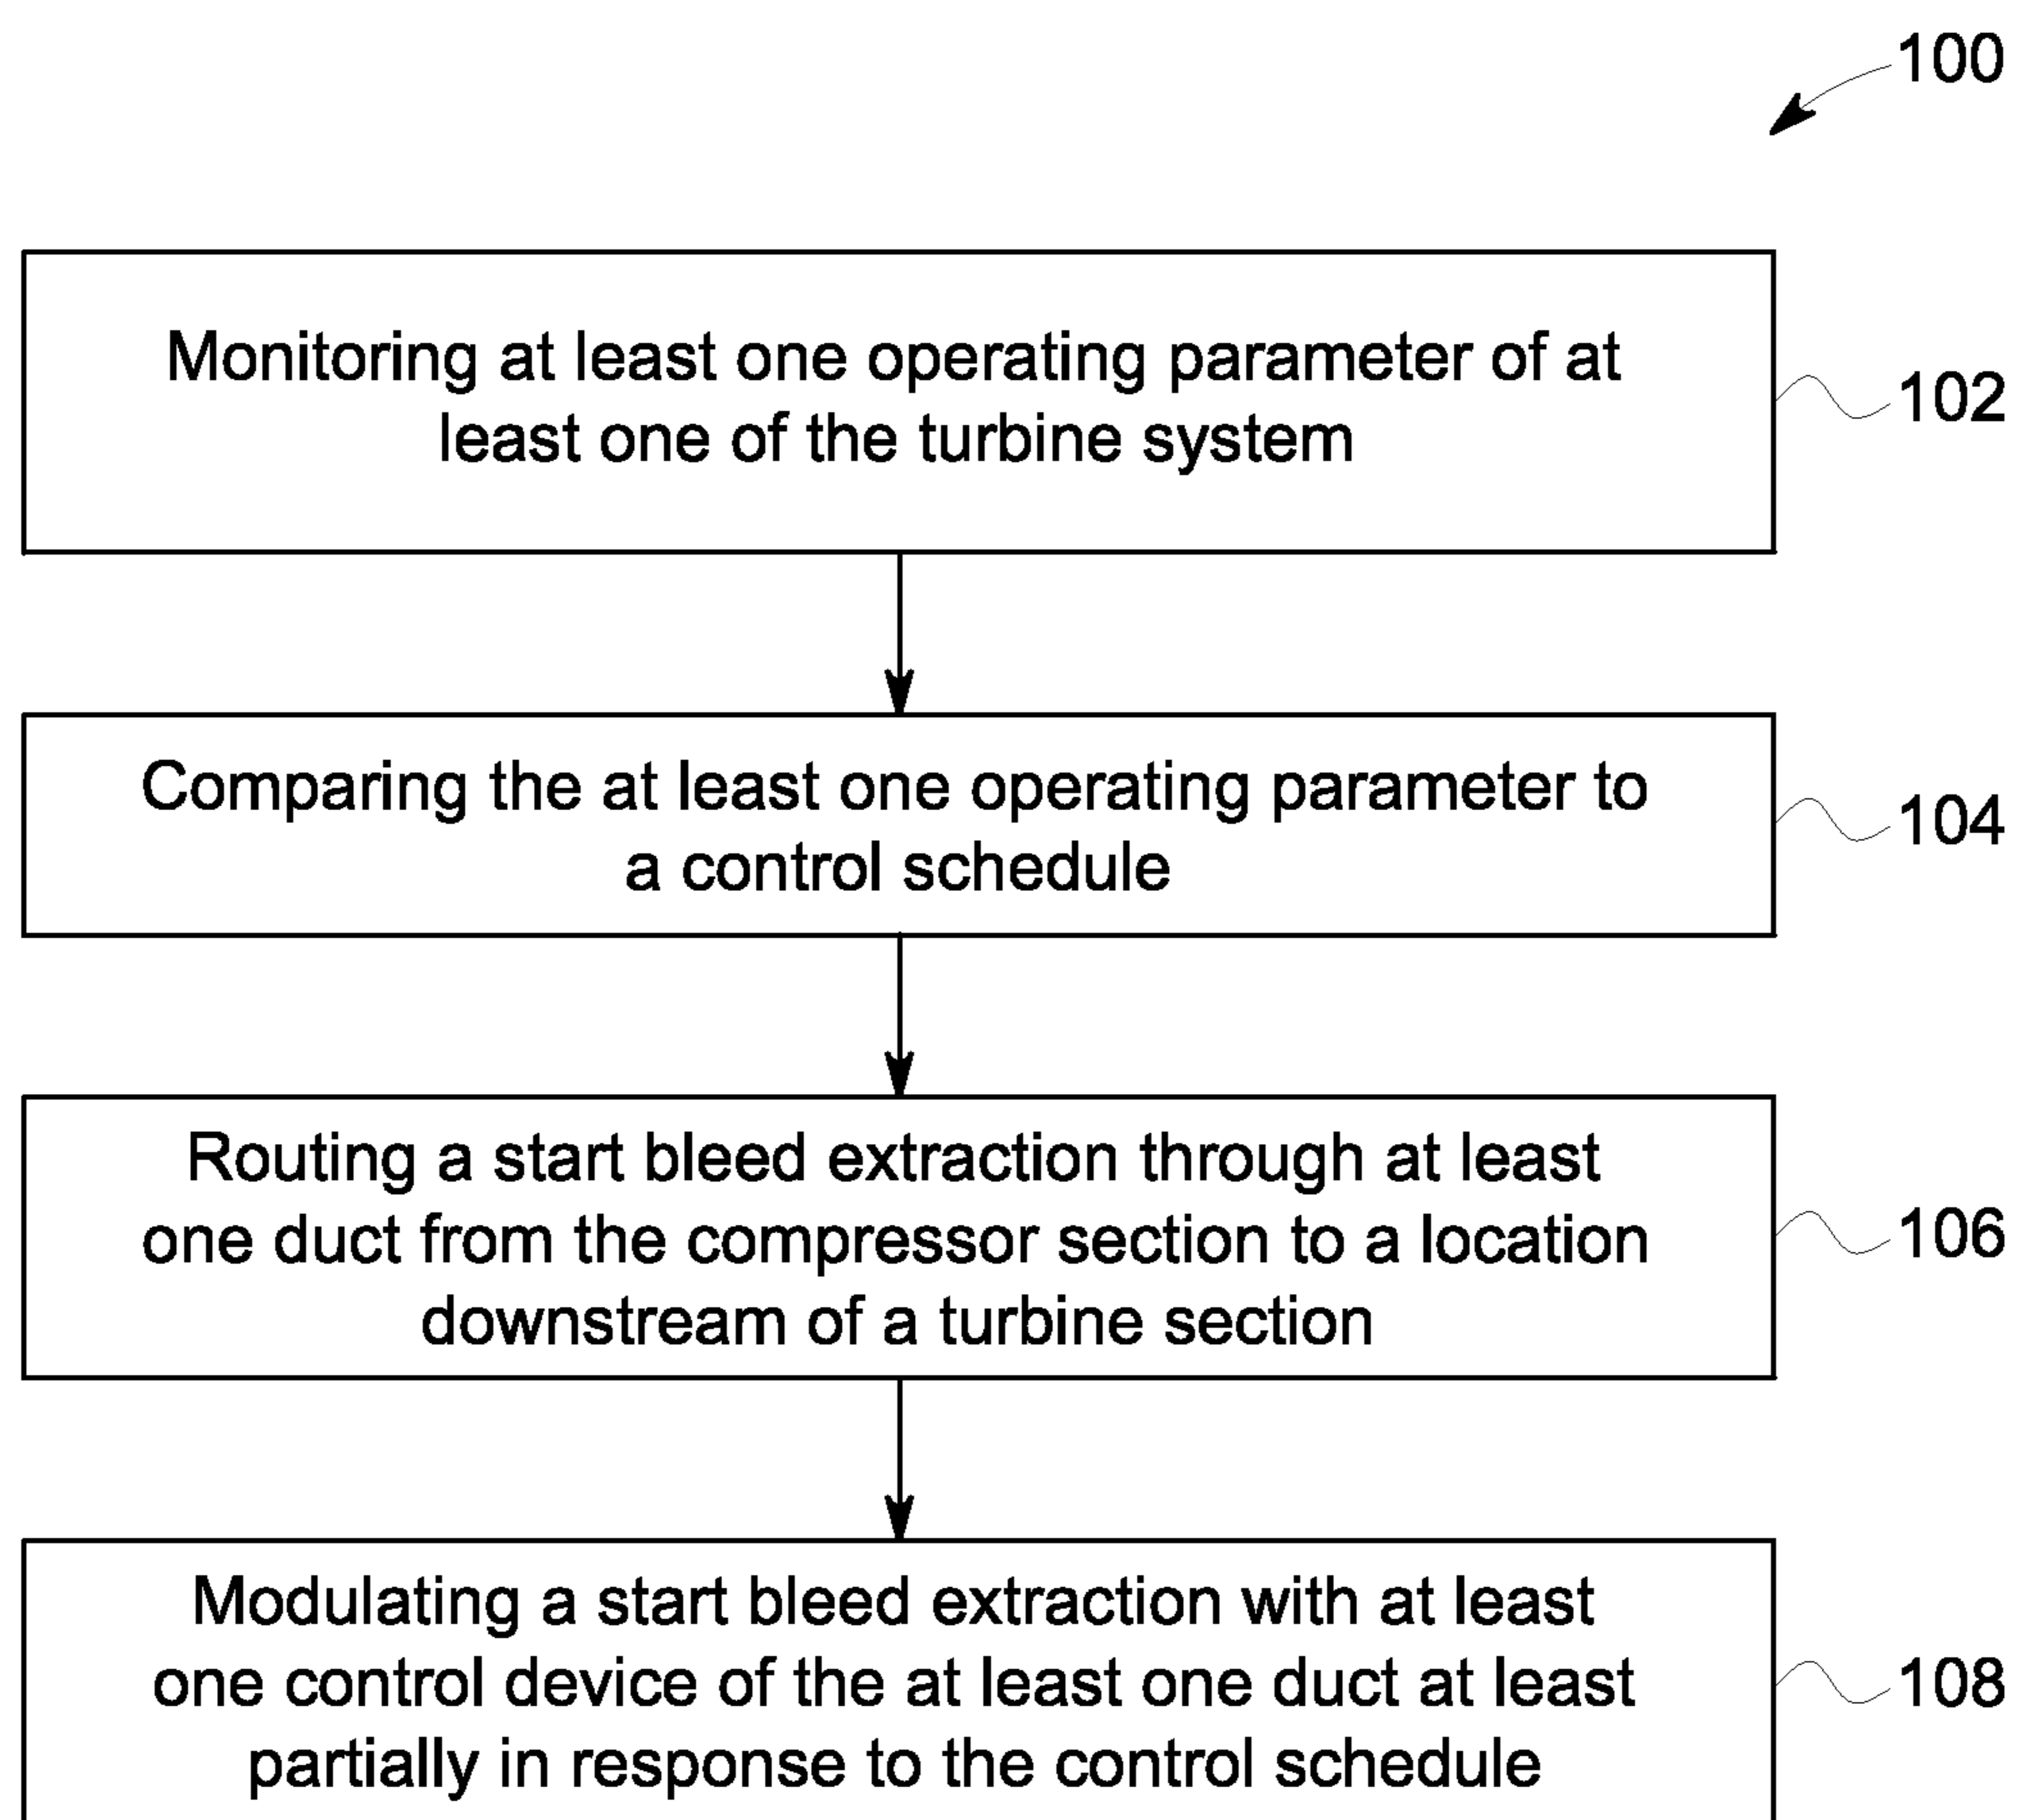 100
Monitoring at least one operating parameter of at
least one of the turbine system
102
Comparing the at least one operating parameter to
a control schedule
104
Routing a start bleed extraction through at least
one duct from the compressor section to a location
downstream of a turbine section
106
Modulating a start bleed extraction with at least
one control device of the at least one duct at least
partially in response to the control schedule
108